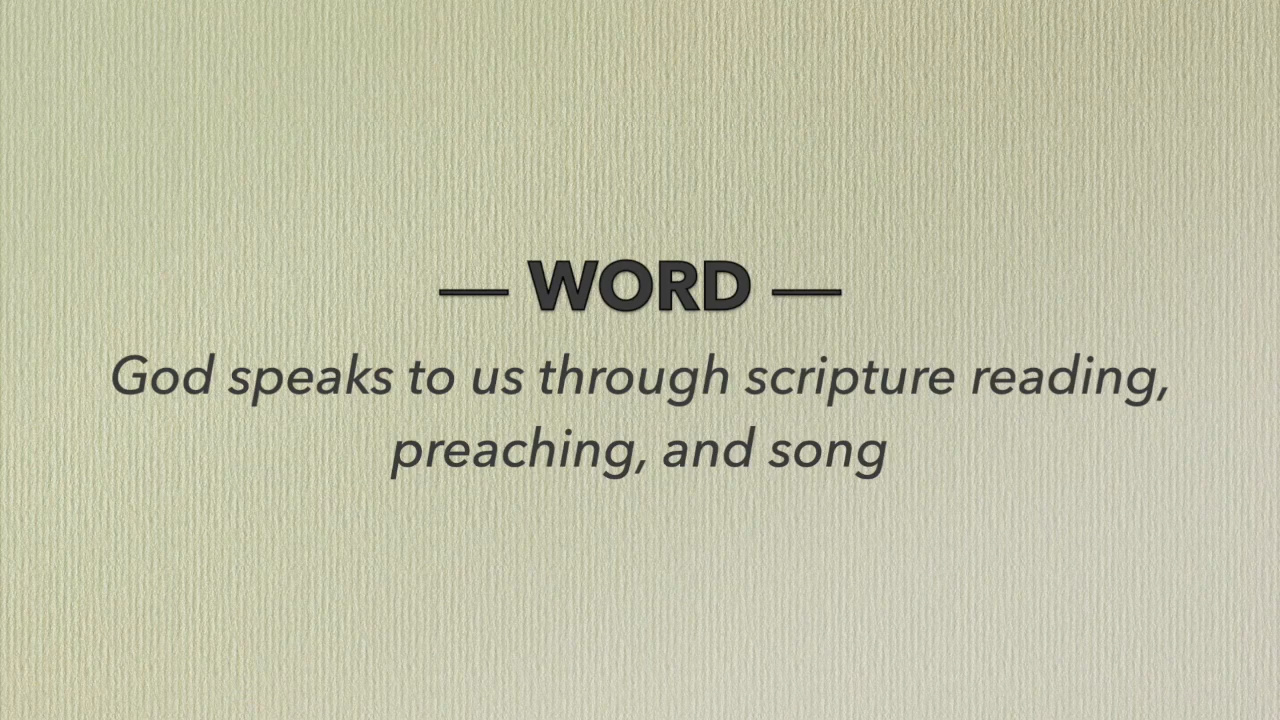 — WORD —
God speaks to us through scripture reading,
preaching, and song